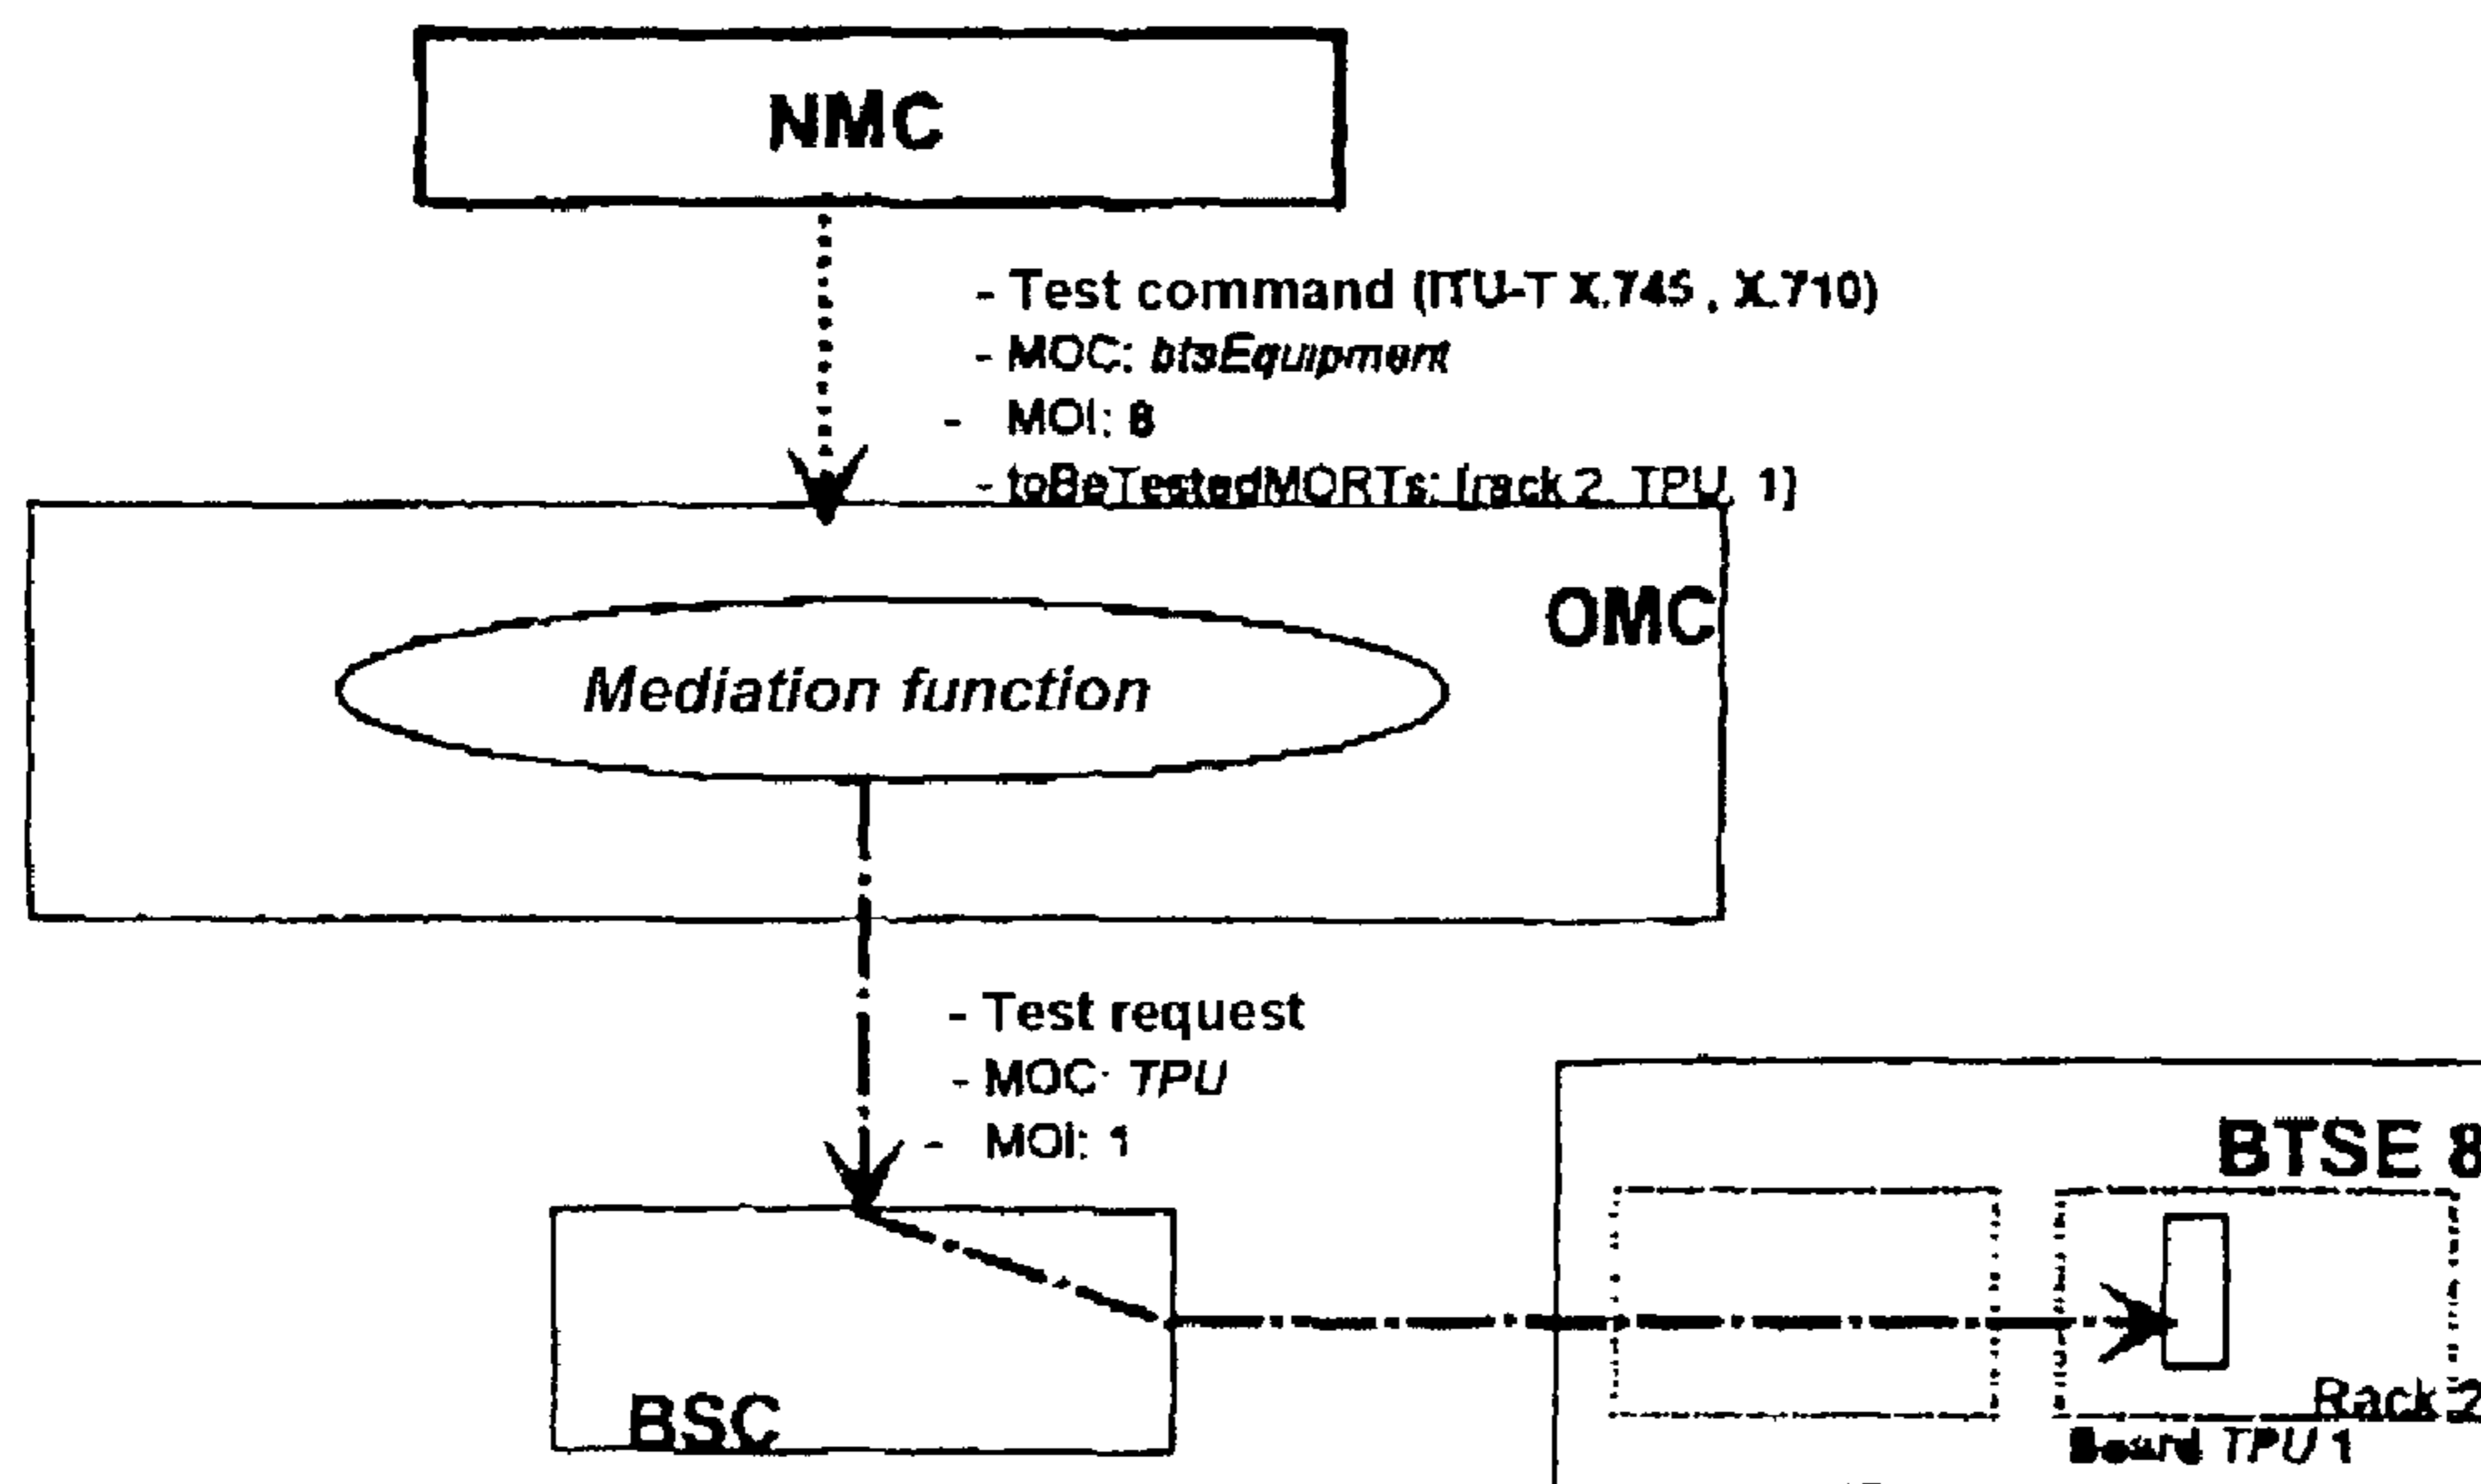 NMC
- Test command (ITU-T X.745 , X.710)
- MOC: btsEquipment
- MOI: 8
- toBeTestedMORTs: {rack 2, TPU, 1}
OMC
Mediation function
- Test request
- MOC: TPU
- MOI: 1
BTSE 8
BSC
Rack 2
Board TPU 1